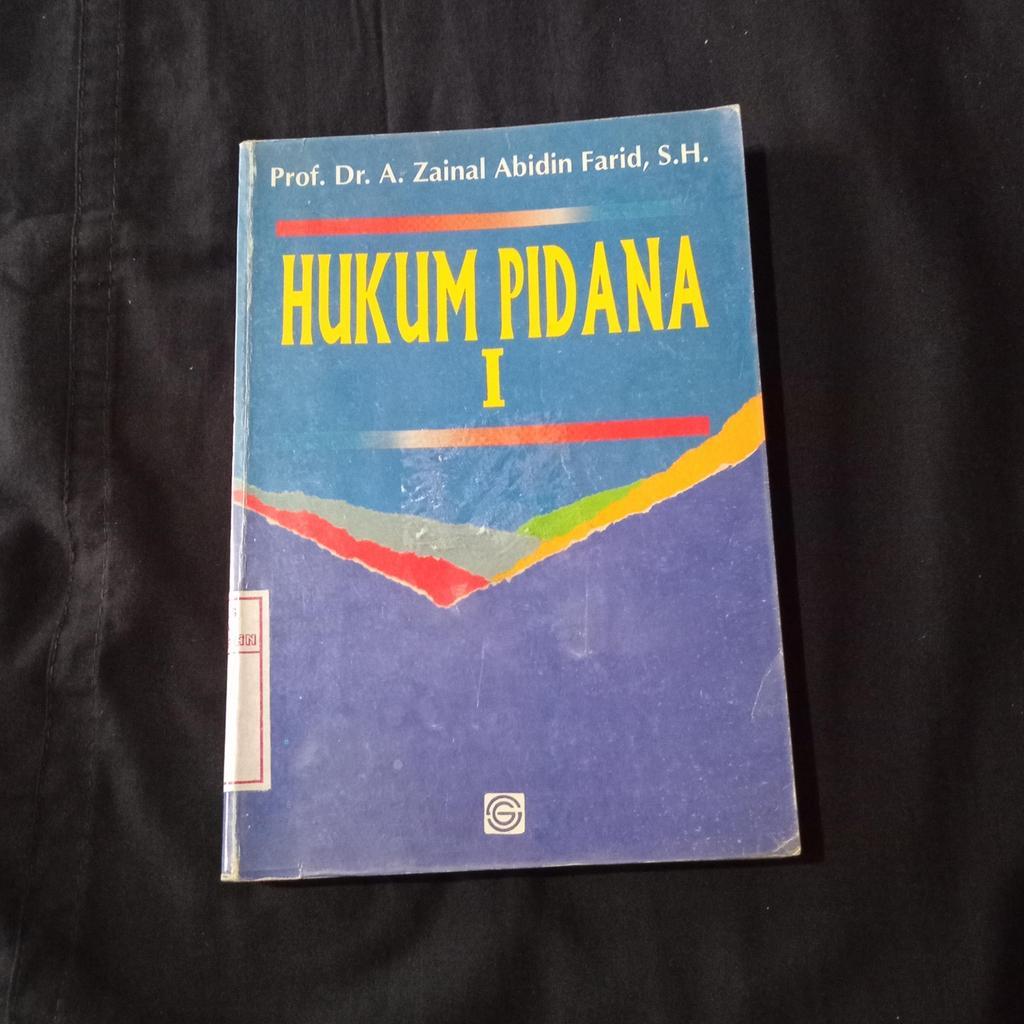 Prof. Dr. A. Zainal Abidin Farid, S.H.
HUKUM PIDANA
I